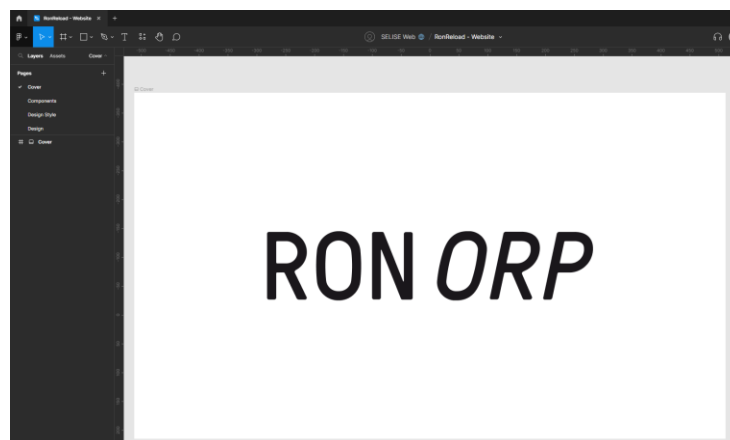 RonReload - Website
SELISE Web / RonReload - Website
Layers Assets Cover
Pages
Cover
Components
Design Style
Design
Cover
Cover
RON ORP